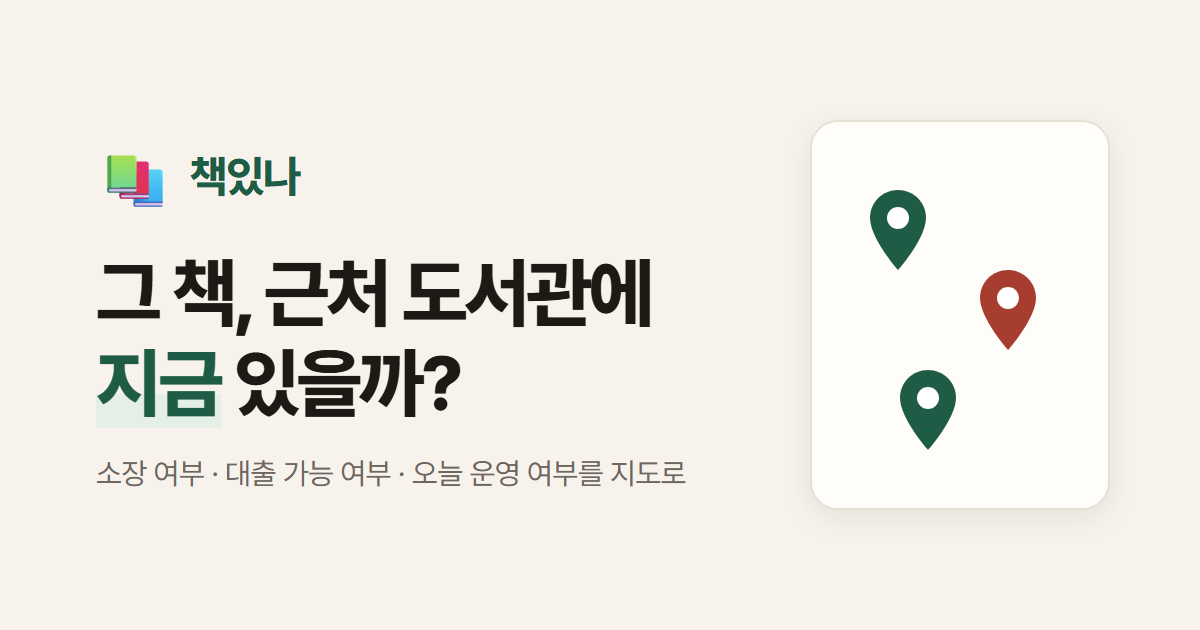 책있나
그 책, 근처 도서관에
지금 있을까?
소장 여부 · 대출 가능 여부 · 오늘 운영 여부를 지도로